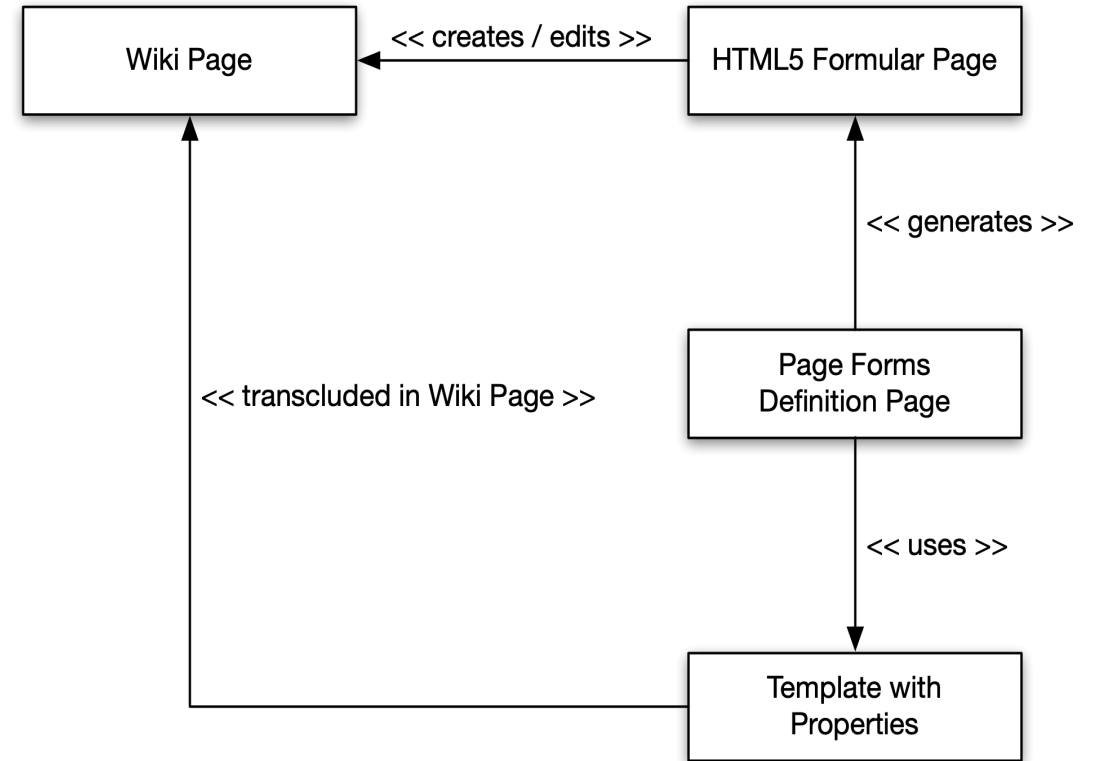 Wiki Page
<< creates / edits >>
HTML5 Formular Page
<< generates >>
Page Forms
Definition Page
<< transcluded in Wiki Page >>
<< uses >>
Template with
Properties